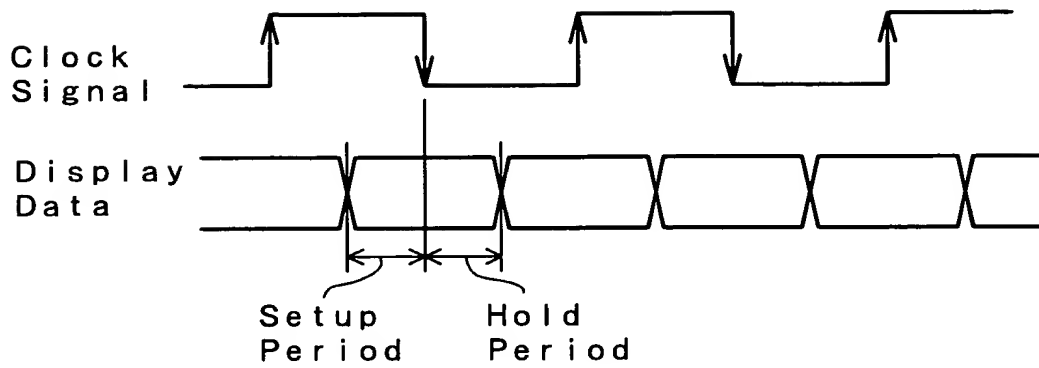 Clock
Signal
Display
Data
Setup
Period
Hold
Period